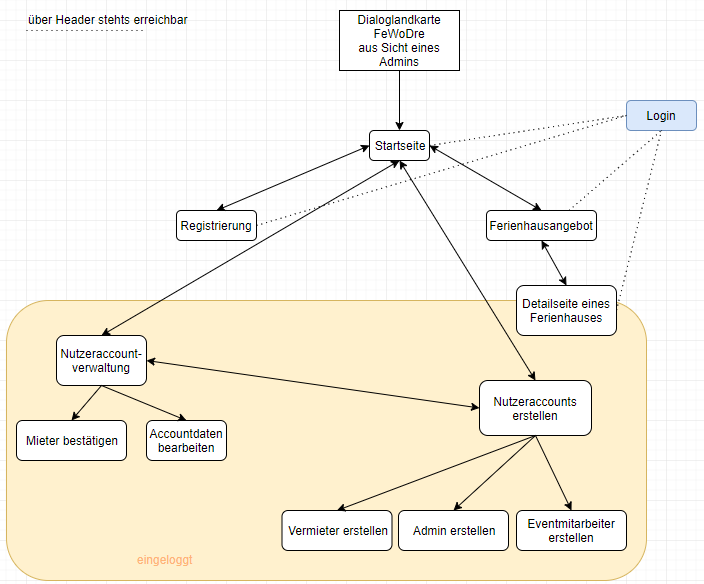 über Header stehts erreichbar
Dialoglandkarte
FeWoDre
aus Sicht eines
Admins
Login
Startseite
Registrierung
Ferienhausangebot
Detailseite eines
Ferienhauses
Nutzeraccount-
verwaltung
Nutzeraccounts
erstellen
Mieter bestätigen
Accountdaten
bearbeiten
Vermieter erstellen
Admin erstellen
Eventmitarbeiter
erstellen
eingeloggt